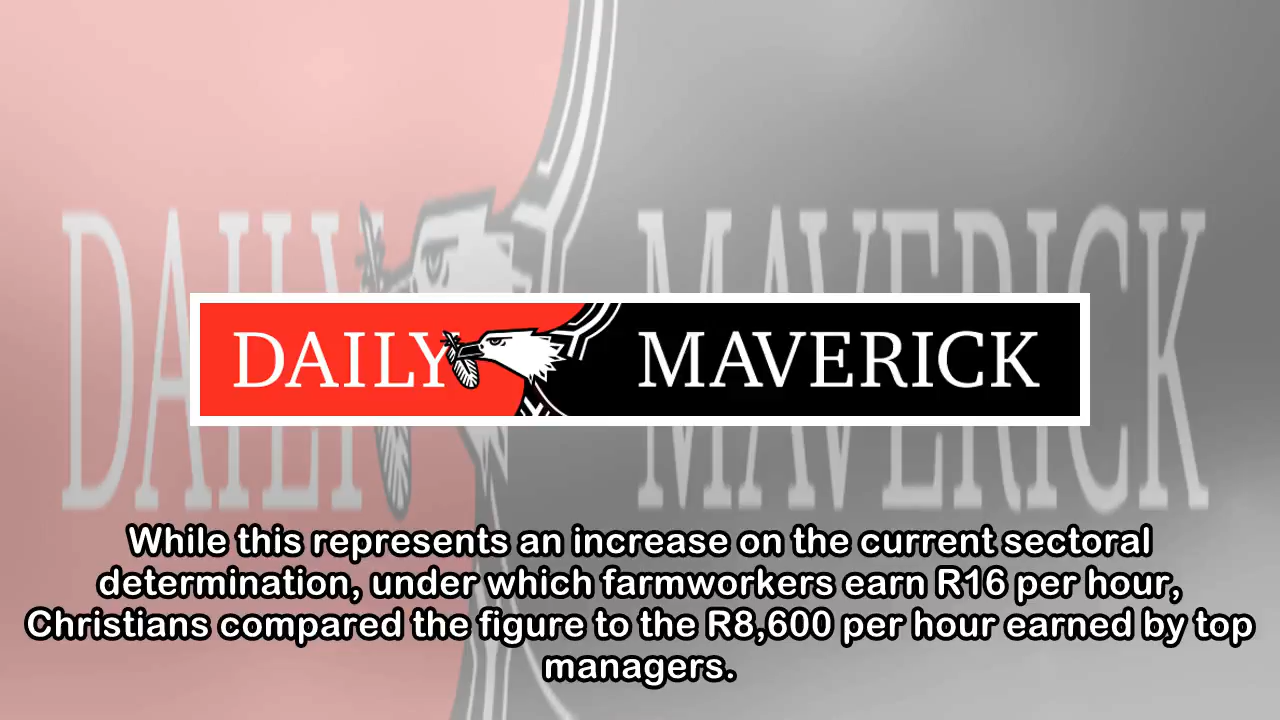 DAILY MAVERICK
DAILY MAVERICK
While this represents an increase on the current sectoral
determination, under which farmworkers earn R16 per hour,
Christians compared the figure to the R8,600 per hour earned by top
managers.